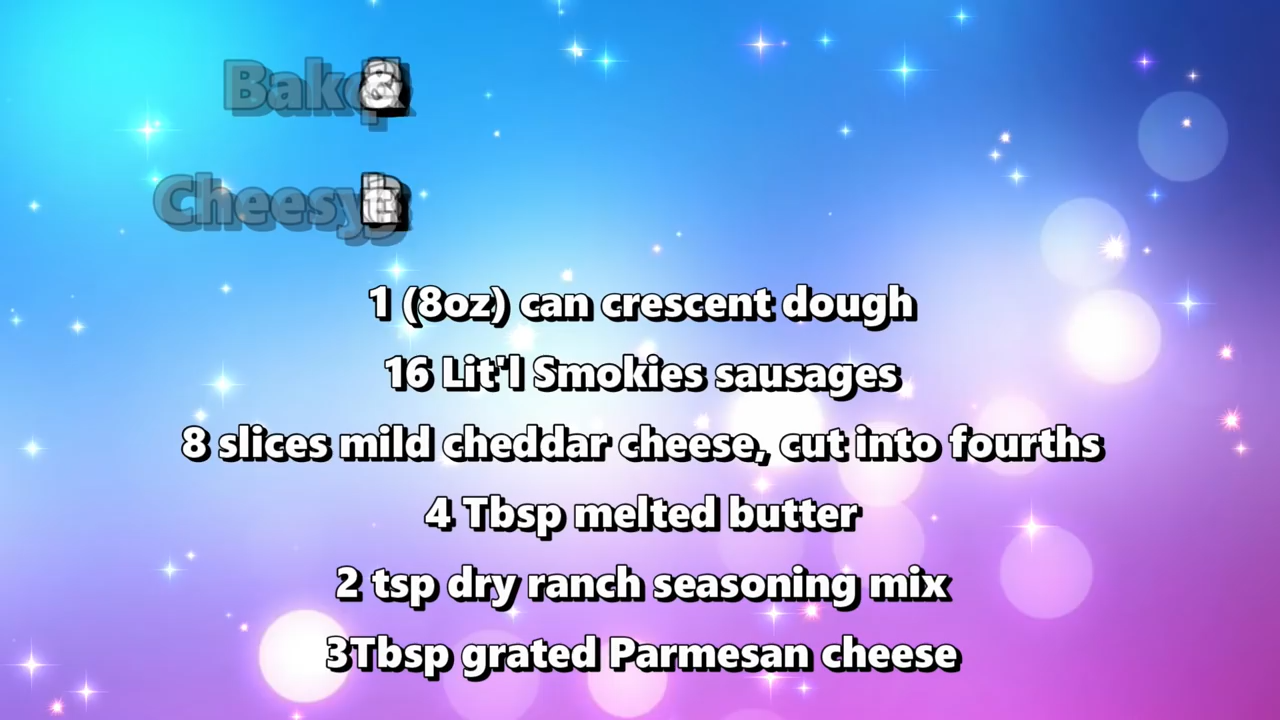 Cheesy
1 (8oz) can crescent dough
16 Lit'l Smokies sausages
8 slices mild cheddar cheese, cut into fourths
4 Tbsp melted butter
2 tsp dry ranch seasoning mix
3Tbsp grated Parmesan cheese